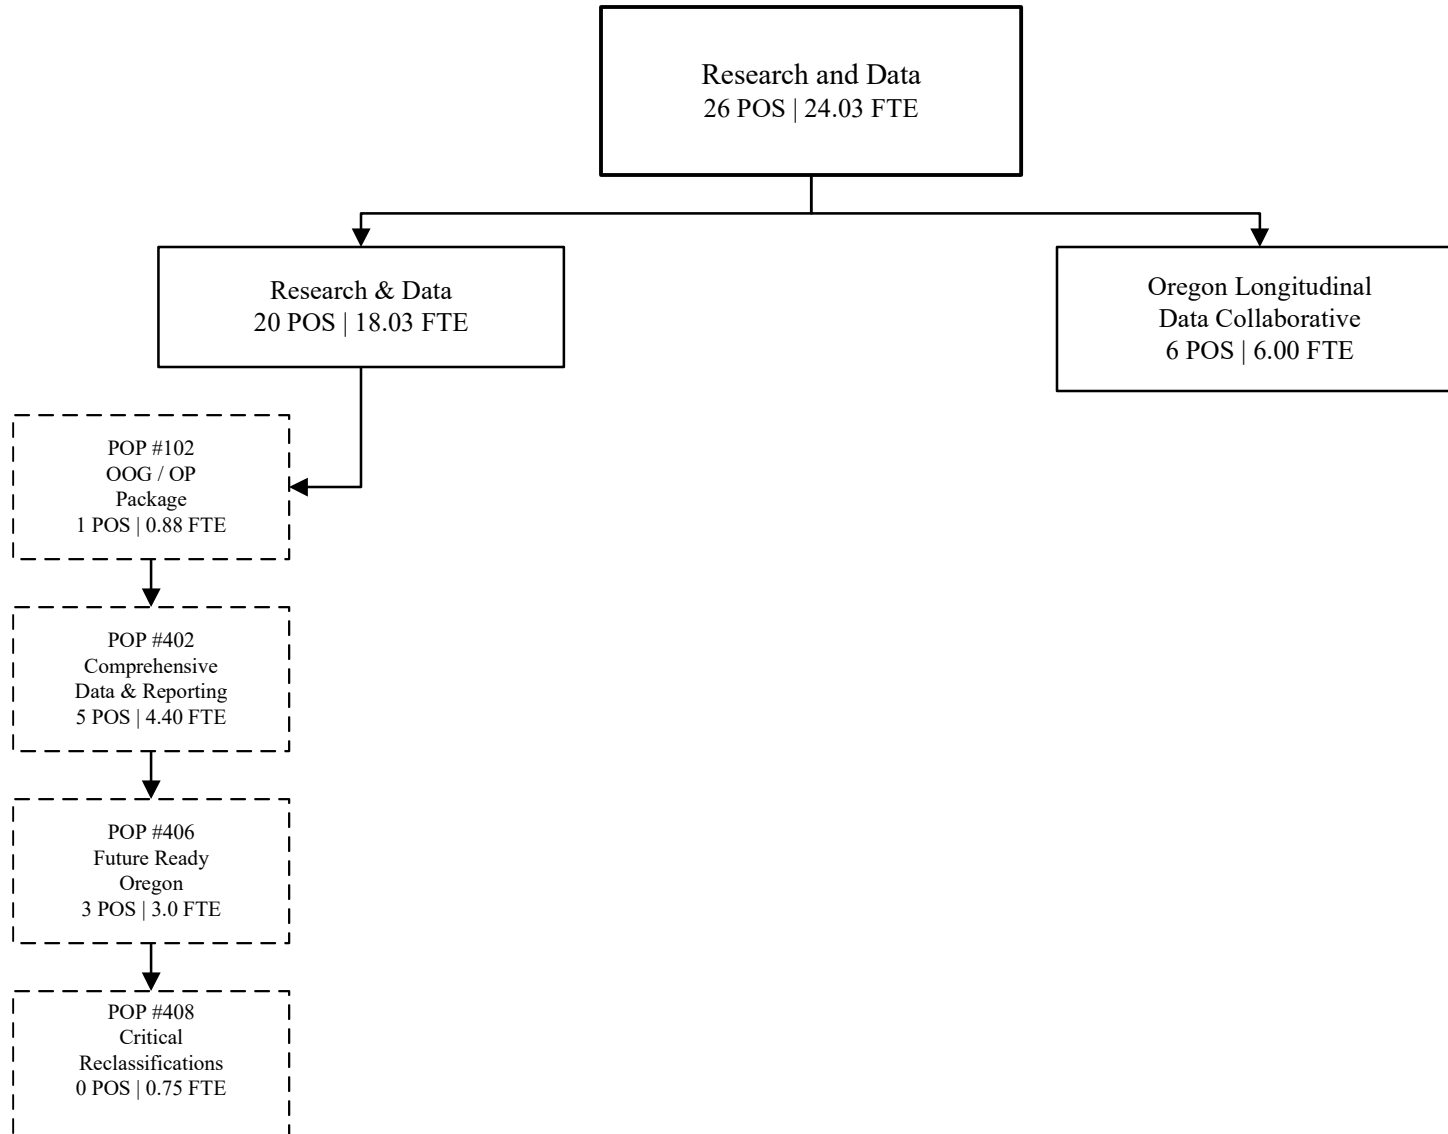 Research and Data
26 POS | 24.03 FTE
Research & Data
20 POS | 18.03 FTE
Oregon Longitudinal
Data Collaborative
6 POS | 6.00 FTE
POP #102
OOG / OP
Package
1 POS | 0.88 FTE
POP #402
Comprehensive
Data & Reporting
5 POS | 4.40 FTE
POP #406
Future Ready
Oregon
3 POS | 3.0 FTE
POP #408
Critical
Reclassifications
0 POS | 0.75 FTE